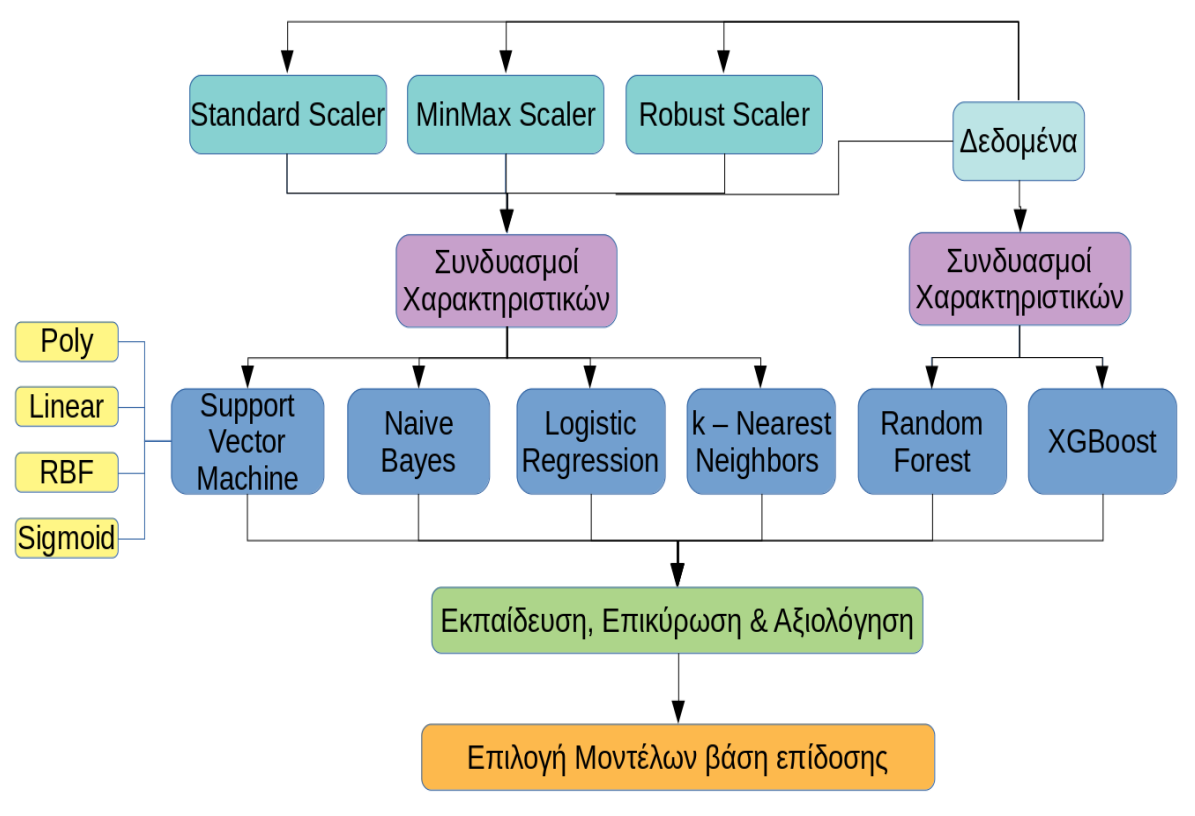 Standard Scaler
MinMax Scaler
Robust Scaler
Δεδομένα
Συνδυασμοί
Χαρακτηριστικών
Συνδυασμοί
Χαρακτηριστικών
Poly
Linear
RBF
Sigmoid
Support
Vector
Machine
Naive
Bayes
Logistic
Regression
k – Nearest
Neighbors
Random
Forest
XGBoost
Εκπαίδευση, Επικύρωση & Αξιολόγηση
Επιλογή Μοντέλων βάση επίδοσης